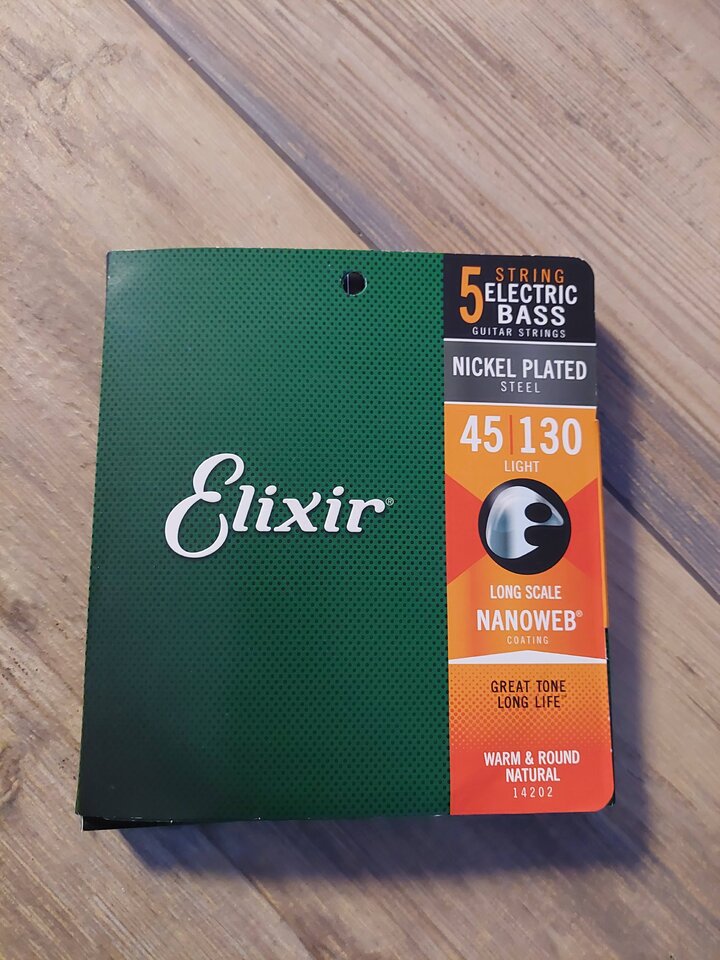 Elixir®
5 STRING
ELECTRIC
BASS
GUITAR STRINGS
NICKEL PLATED
STEEL
45|130
LIGHT
LONG SCALE
NANOWEB®
COATING
GREAT TONE
LONG LIFE™
WARM & ROUND
NATURAL
14202